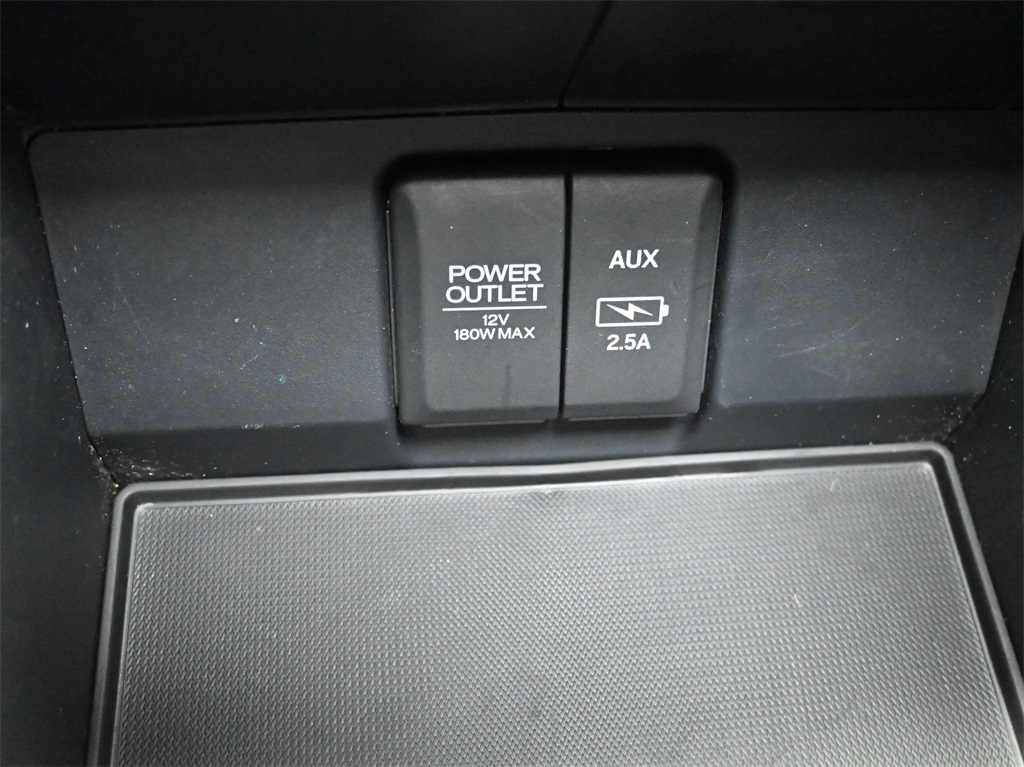 POWER
OUTLET
12V
180W MAX
AUX
2.5A